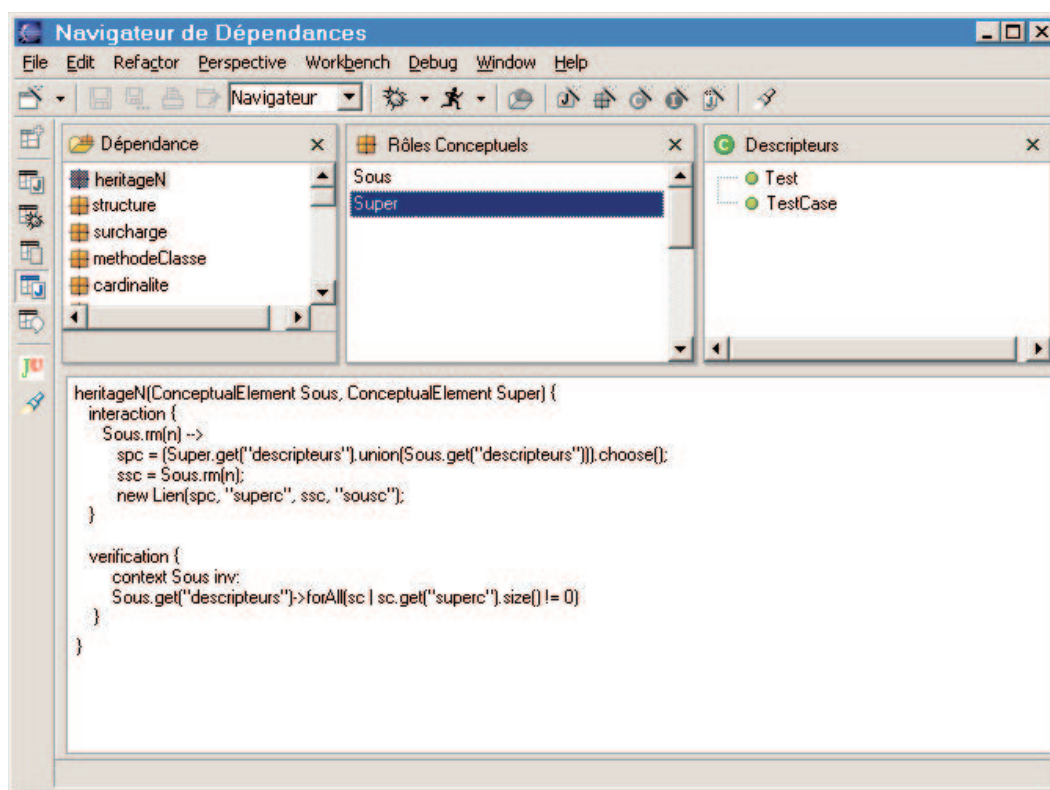 Navigateur de Dépendances
File Edit Refactor Perspective Workbench Debug Window Help
Navigateur
Dépendance
Rôles Conceptuels
Descripteurs
heritageN
structure
surcharge
methodeClasse
cardinalite
Sous
Super
Test
TestCase
heritageN(ConceptualElement Sous, ConceptualElement Super) {
interaction {
Sous.rm(n) -->
spc = (Super.get("descripteurs").union(Sous.get("descripteurs"))).choose();
ssc = Sous.rm(n);
new Lien(spc, "superc", ssc, "sousc");
}
verification {
context Sous inv:
Sous.get("descripteurs")->forAll(sc | sc.get("superc").size() != 0)
}
}